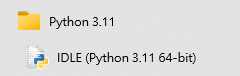 Python 3.11
IDLE (Python 3.11 64-bit)